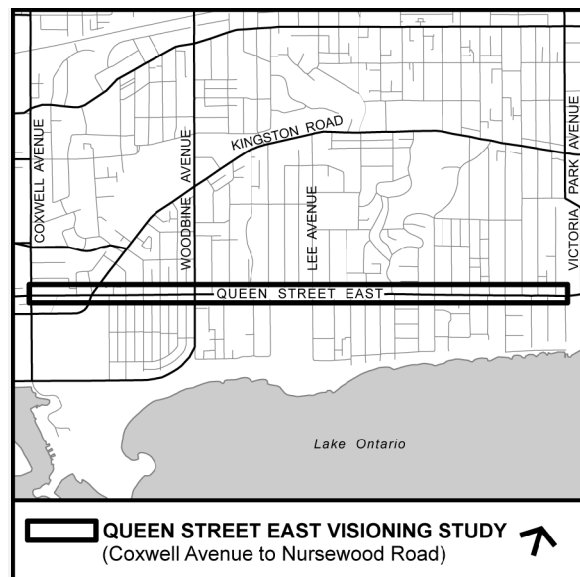 KINGSTON ROAD
COXWELL AVENUE
WOODBINE AVENUE
LEE AVENUE
VICTORIA PARK AVENUE
QUEEN STREET EAST
Lake Ontario
QUEEN STREET EAST VISIONING STUDY
(Coxwell Avenue to Nursewood Road)